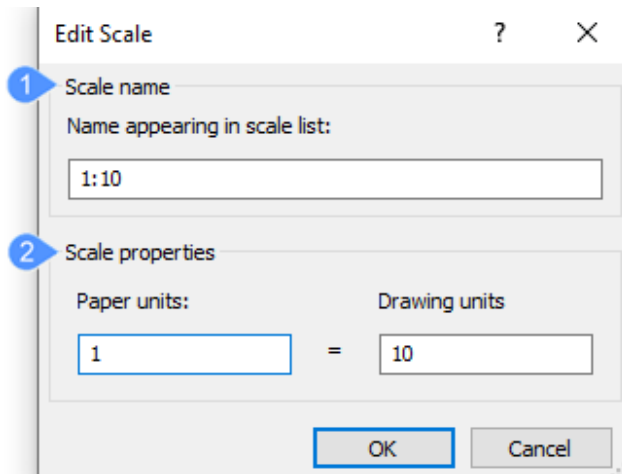 Edit Scale ? ×
1 Scale name
Name appearing in scale list:
1:10
2 Scale properties
Paper units: Drawing units
1 = 10
OK Cancel